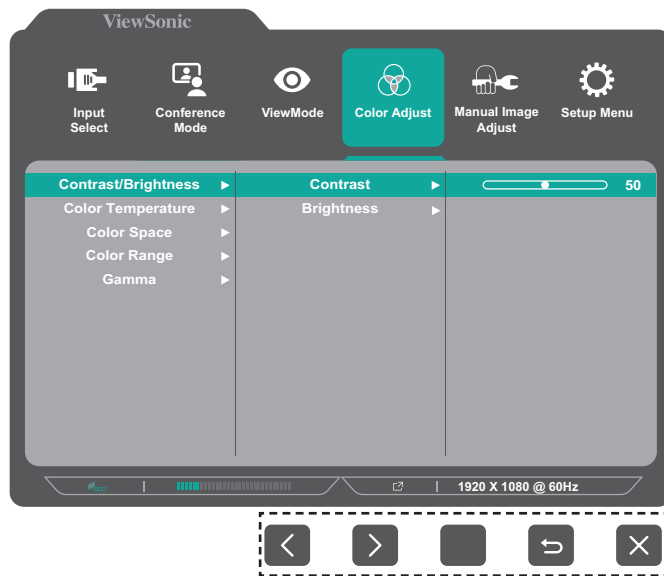 ViewSonic
Input Select
Conference Mode
ViewMode
Color Adjust
Manual Image Adjust
Setup Menu
Contrast/Brightness
Contrast
50
Color Temperature
Brightness
Color Space
Color Range
Gamma
eco
1920 X 1080 @ 60Hz